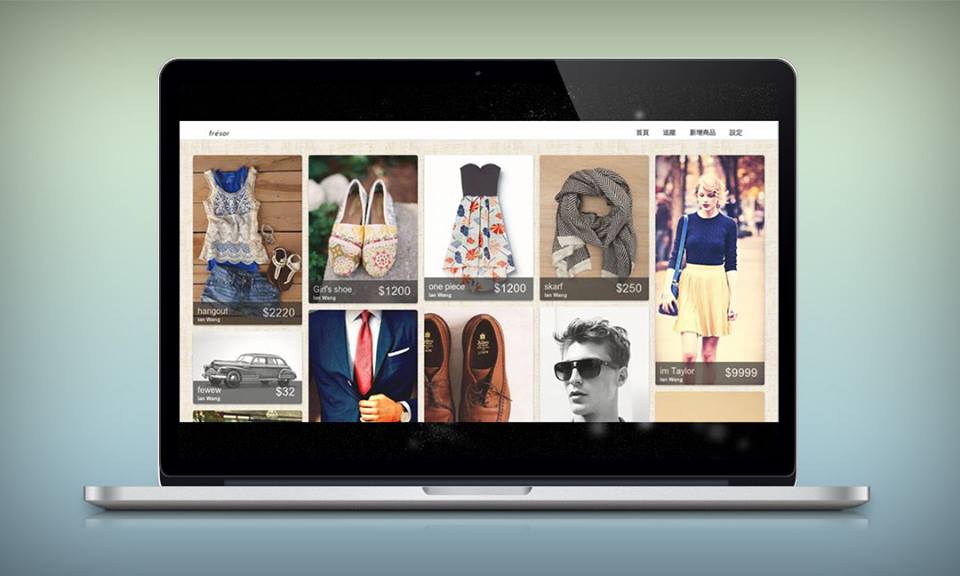 trésor
首頁 追蹤 新增商品 設定
hangout $2220
Ian Wang
Girl's shoe $1200
Ian Wang
one piece $1200
Ian Wang
skarf $250
Ian Wang
im Taylor $9999
Ian Wang
fewew $32
Ian Wang